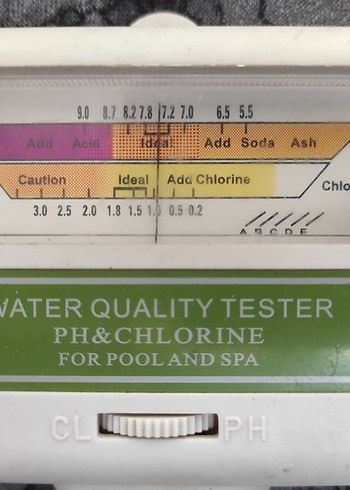 9.0 8.7 8.2 7.8 7.2 7.0 6.5 5.5
Add Acid Ideal Add Soda Ash
Caution Ideal Add Chlorine
Chlo
3.0 2.5 2.0 1.8 1.5 1.0 0.5 0.2
A B C D E
WATER QUALITY TESTER
PH&CHLORINE
FOR POOL AND SPA
CL PH